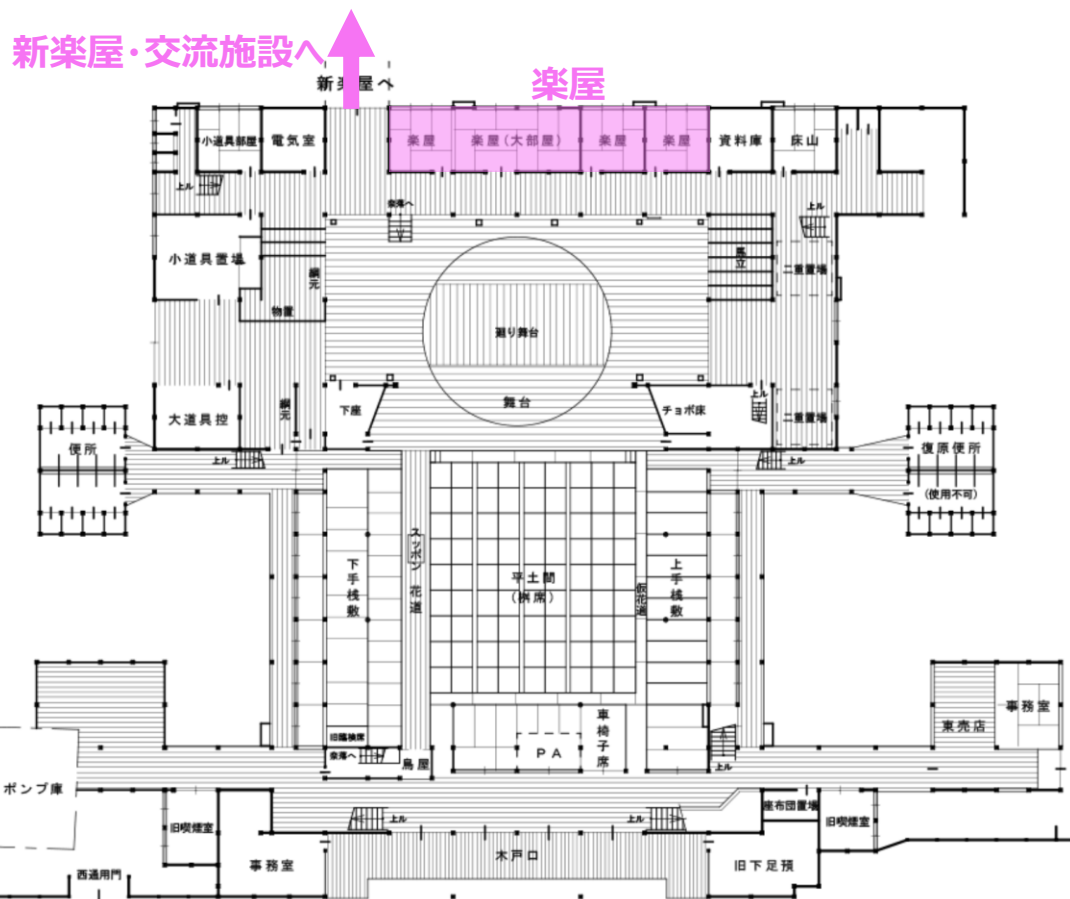 新楽屋・交流施設へ
新楽屋へ
楽屋
小道具部屋
電気室
楽屋
楽屋(大部屋)
楽屋
楽屋
資料庫
床山
上ル
奈落へ
上ル
小道具置場
綱元
馬立
二重置場
物置
廻り舞台
綱元
下座
舞台
チョボ床
上ル
二重置場
大道具控
便所
上ル
上ル
復原便所
(使用不可)
スッポン
花道
下手桟敷
平土間
(桝席)
仮花道
上手桟敷
旧臨検席
奈落へ
鳥屋
PA
車椅子席
上ル
東売店
事務室
ポンプ庫
旧喫煙室
上ル
上ル
座布団置場
旧喫煙室
事務室
木戸口
旧下足預
西通用門